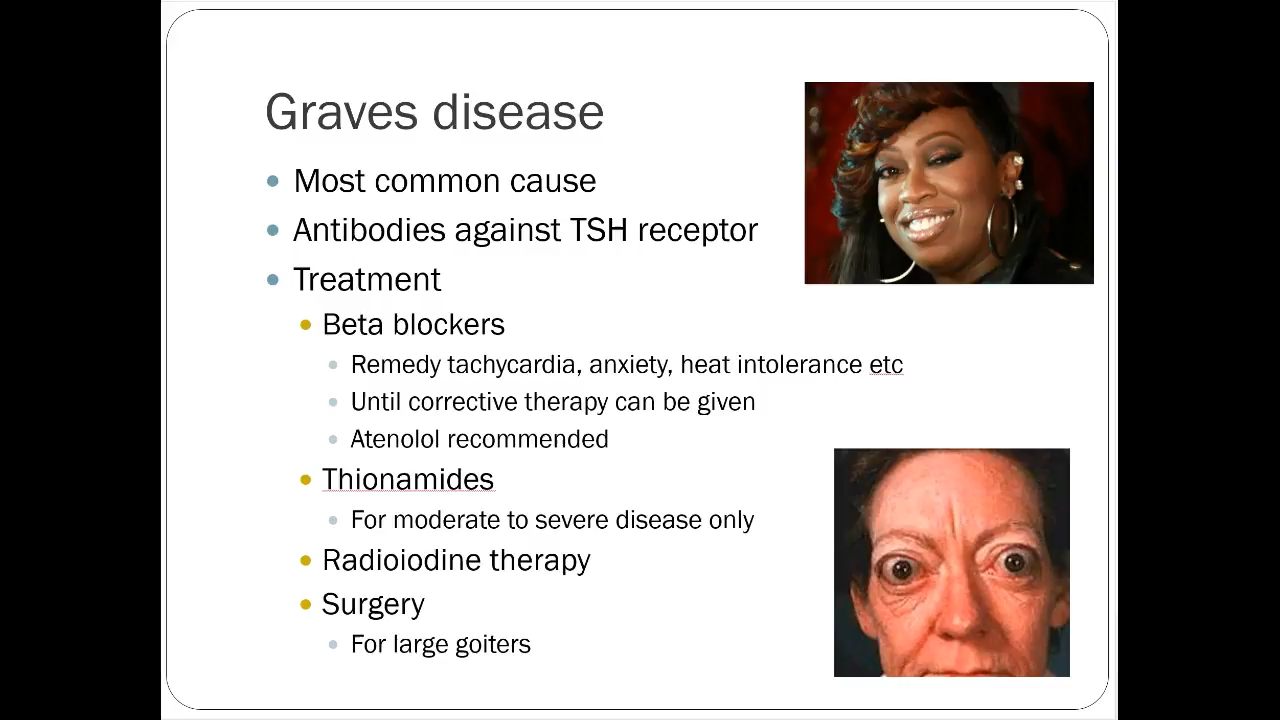 Graves disease
Most common cause
Antibodies against TSH receptor
Treatment
Beta blockers
Remedy tachycardia, anxiety, heat intolerance etc
Until corrective therapy can be given
Atenolol recommended
Thionamides
For moderate to severe disease only
Radioiodine therapy
Surgery
For large goiters